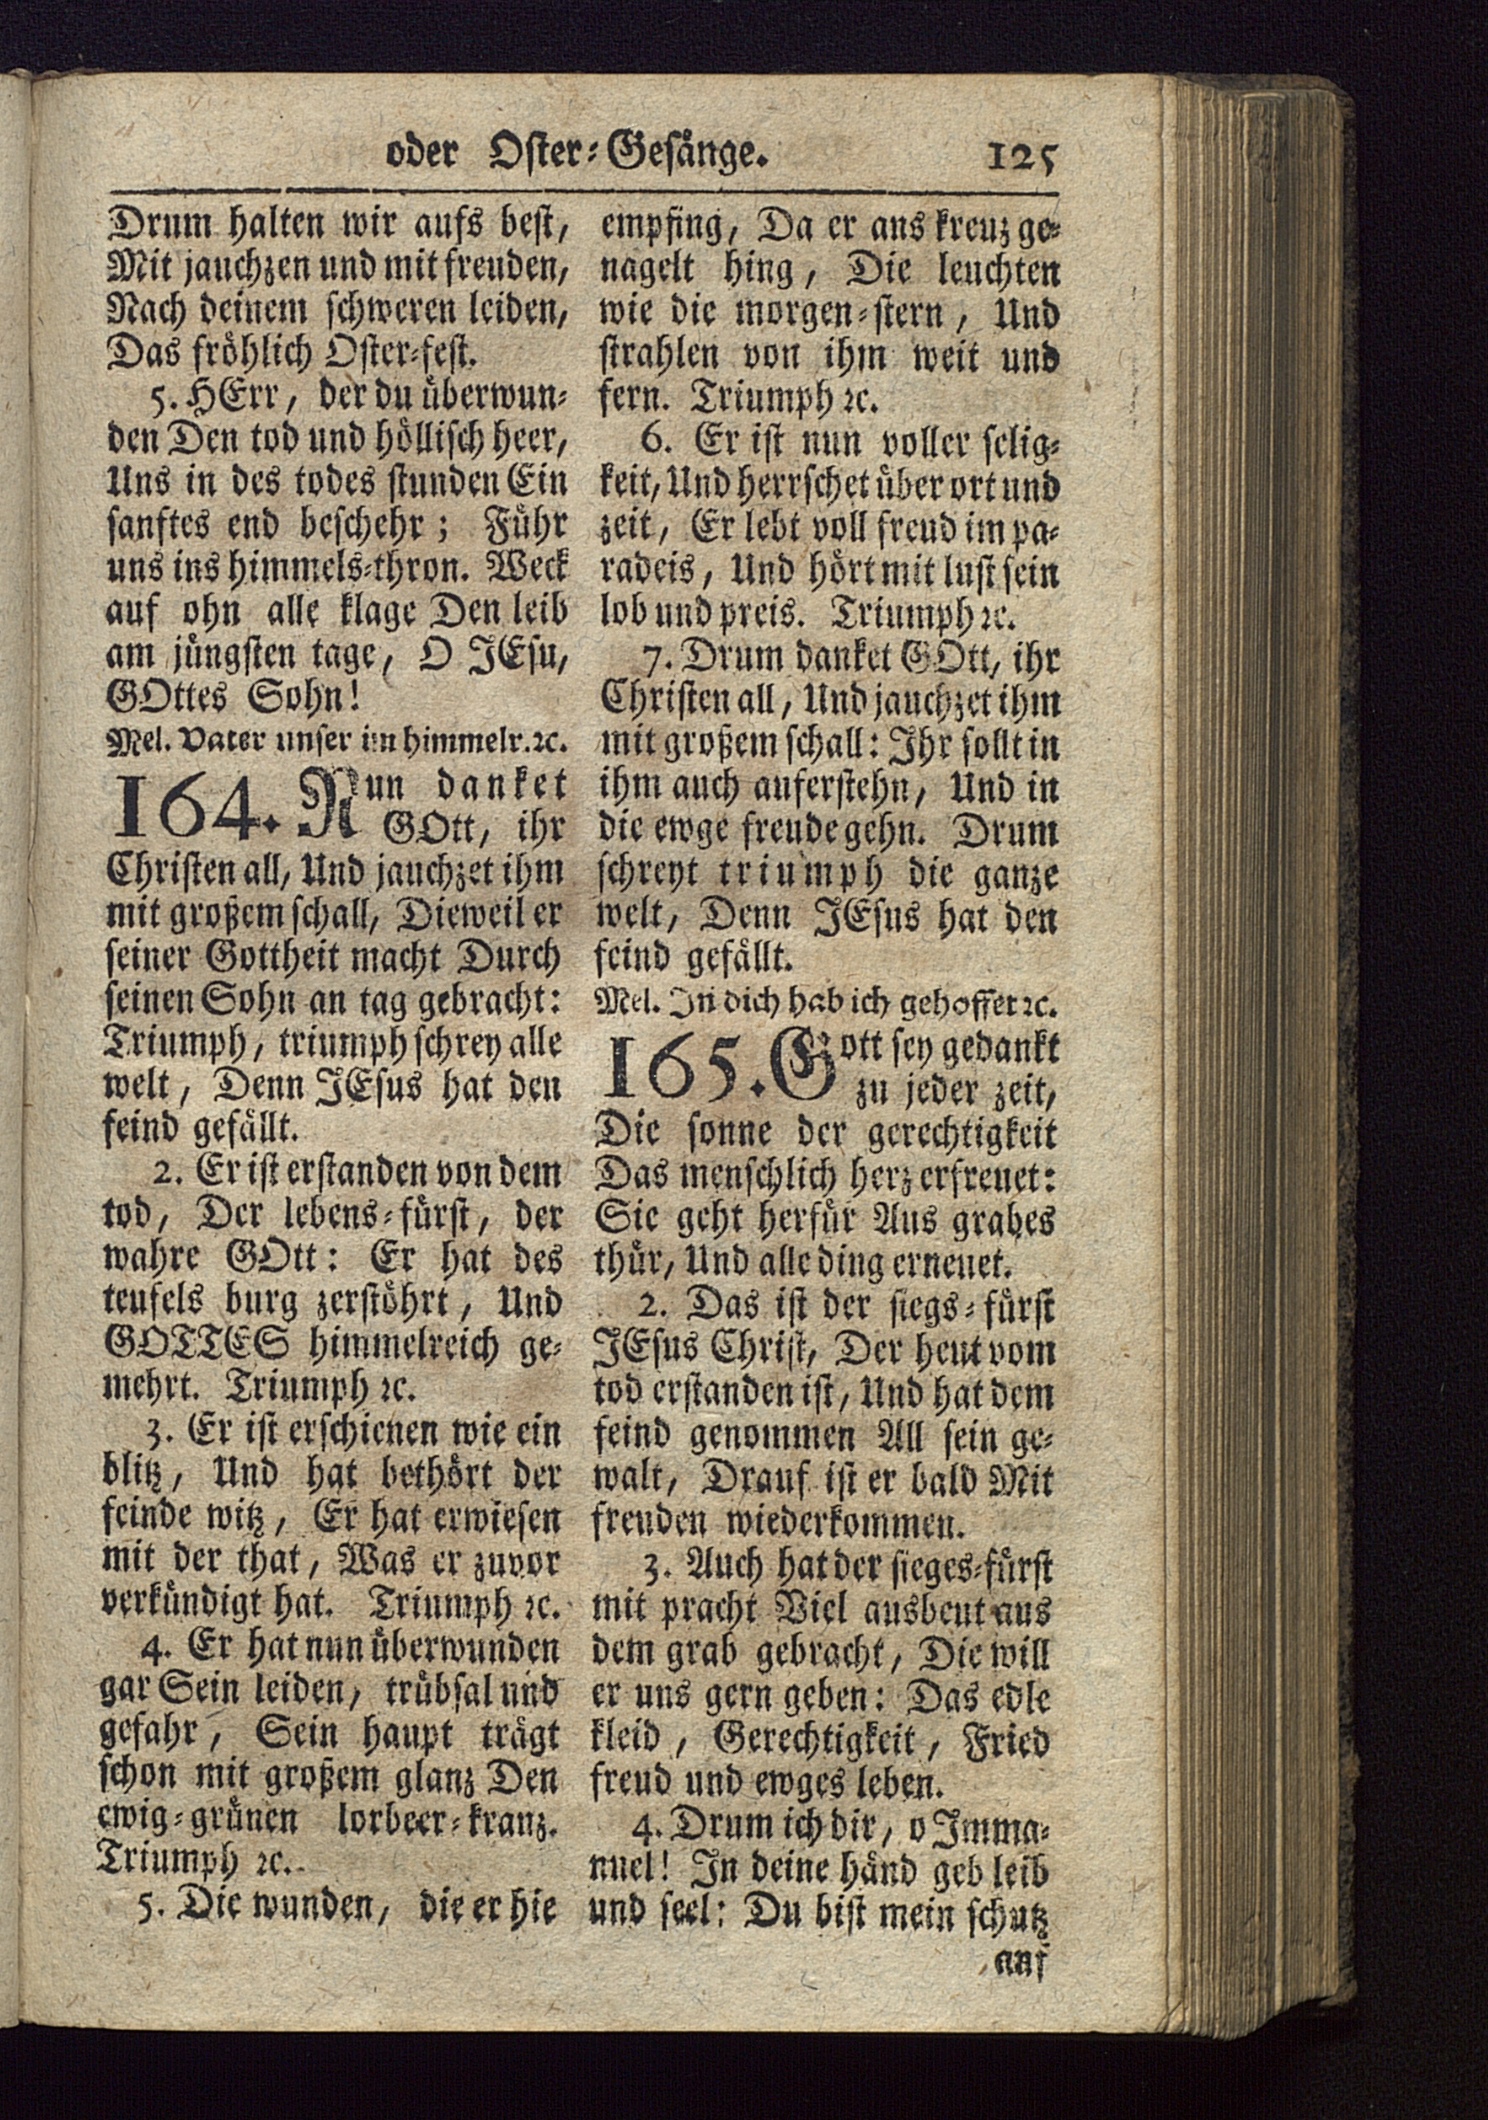 oder Oster-Gesänge. 125
Drum halten wir aufs best,
Mit jauchzen und mit freuden,
Nach deinem schweren leiden,
Das fröhlich Oster-fest.
5. HErr, der du überwun-
den Den tod und höllisch heer,
Uns in des todes stunden Ein
sanftes end beschehr; Führ
uns ins himmels-thron. Weck
auf ohn alle klage Den leib
am jüngsten tage, O JEsu,
GOttes Sohn!
Mel. Vater unser im himmelr. ꝛc.
164. Nun danket
GOtt, ihr
Christen all, Und jauchzet ihm
mit großem schall, Dieweil er
seiner Gottheit macht Durch
seinen Sohn an tag gebracht:
Triumph, triumph schrey alle
welt, Denn JEsus hat den
feind gefällt.
2. Er ist erstanden von dem
tod, Der lebens-fürst, der
wahre GOtt: Er hat des
teufels burg zerstöhrt, Und
GOTTES himmelreich ge-
mehrt. Triumph ꝛc.
3. Er ist erschienen wie ein
blitz, Und hat bethört der
feinde witz, Er hat erwiesen
mit der that, Was er zuvor
verkündigt hat. Triumph ꝛc.
4. Er hat nun überwunden
gar Sein leiden, trübsal und
gefahr, Sein haupt trägt
schon mit großem glanz Den
ewig-grünen lorbeer-kranz.
Triumph ꝛc.
5. Die wunden, die er hie
empfing, Da er ans kreuz ge-
nagelt hing, Die leuchten
wie die morgen-stern, Und
strahlen von ihm weit und
fern. Triumph ꝛc.
6. Er ist nun voller selig-
keit, Und herrschet über ort und
zeit, Er lebt voll freud im pa-
radeis, Und hört mit lust sein
lob und preis. Triumph ꝛc.
7. Drum danket GOtt, ihr
Christen all, Und jauchzet ihm
mit großem schall: Ihr sollt in
ihm auch auferstehn, Und in
die ewge freude gehn. Drum
schreyt triumph die ganze
welt, Denn JEsus hat den
feind gefällt.
Mel. In dich hab ich gehoffet ꝛc.
165. Gott sey gedankt
zu jeder zeit,
Die sonne der gerechtigkeit
Das menschlich herz erfreuet:
Sie geht herfür Aus grabes
thür, Und alle ding erneuet.
2. Das ist der siegs-fürst
JEsus Christ, Der heut vom
tod erstanden ist, Und hat dem
feind genommen All sein ge-
walt, Drauf ist er bald Mit
freuden wiederkommen.
3. Auch hat der sieges-fürst
mit pracht Viel ausbeut aus
dem grab gebracht, Die will
er uns gern geben: Das edle
kleid, Gerechtigkeit, Fried
freud und ewges leben.
4. Drum ich dir, o Imma-
nuel! In deine händ geb leib
und seel: Du bist mein schutz
auf